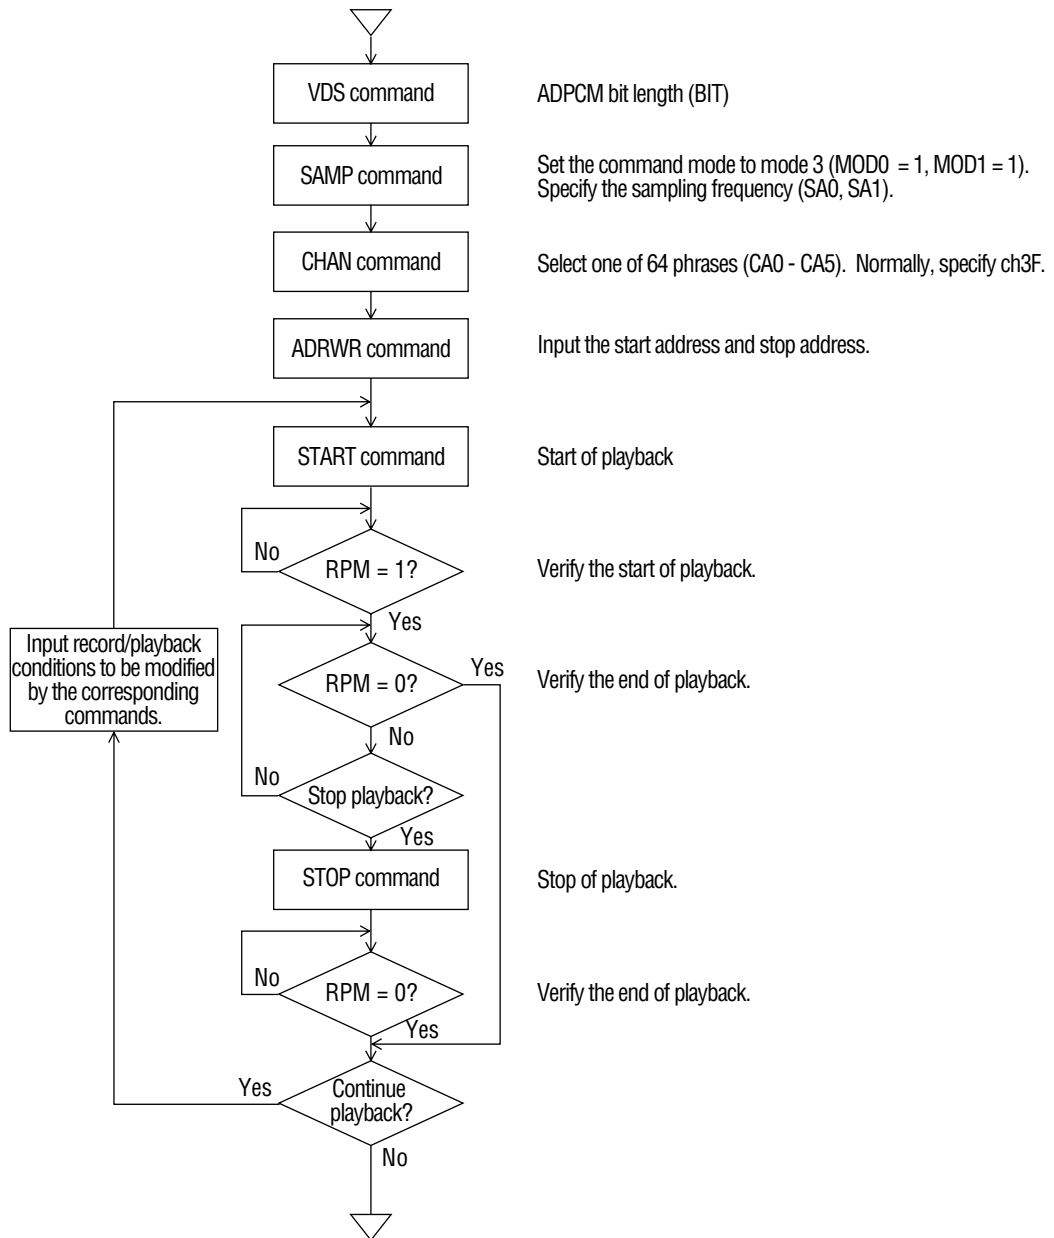 VDS command
ADPCM bit length (BIT)
SAMP command
Set the command mode to mode 3 (MOD0 = 1, MOD1 = 1).
Specify the sampling frequency (SA0, SA1).
CHAN command
Select one of 64 phrases (CA0 - CA5). Normally, specify ch3F.
ADRWR command
Input the start address and stop address.
START command
Start of playback
No
RPM = 1?
Verify the start of playback.
Yes
Input record/playback
conditions to be modified
by the corresponding
commands.
RPM = 0?
Yes
Verify the end of playback.
No
No
Stop playback?
Yes
STOP command
Stop of playback.
No
RPM = 0?
Verify the end of playback.
Yes
Yes
Continue
playback?
No